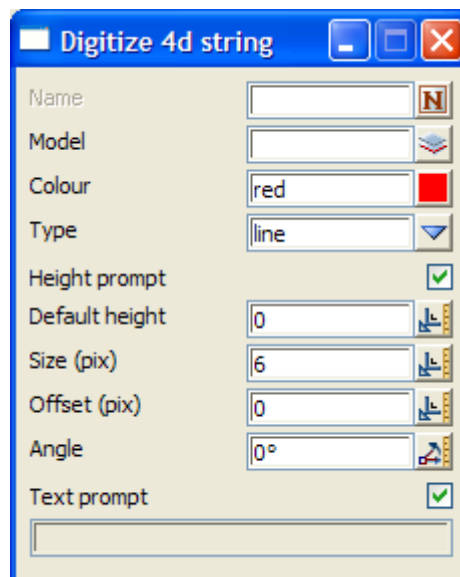 Digitize 4d string
Name N
Model
Colour red
Type line
Height prompt
Default height 0
Size (pix) 6
Offset (pix) 0
Angle 0°
Text prompt